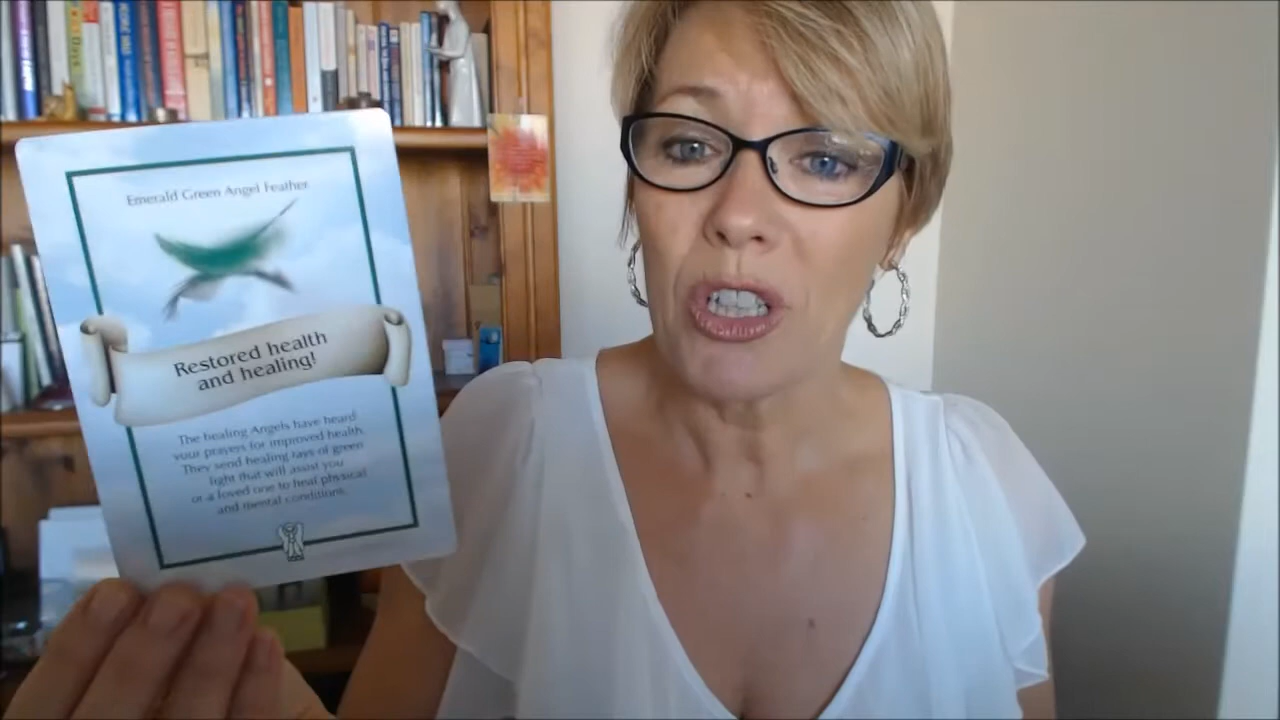 Emerald Green Angel Feather
Restored health
and healing!
The healing Angels have heard
your prayers for improved health.
They send healing rays of green
light that will assist you
or a loved one to heal physical
and mental conditions.